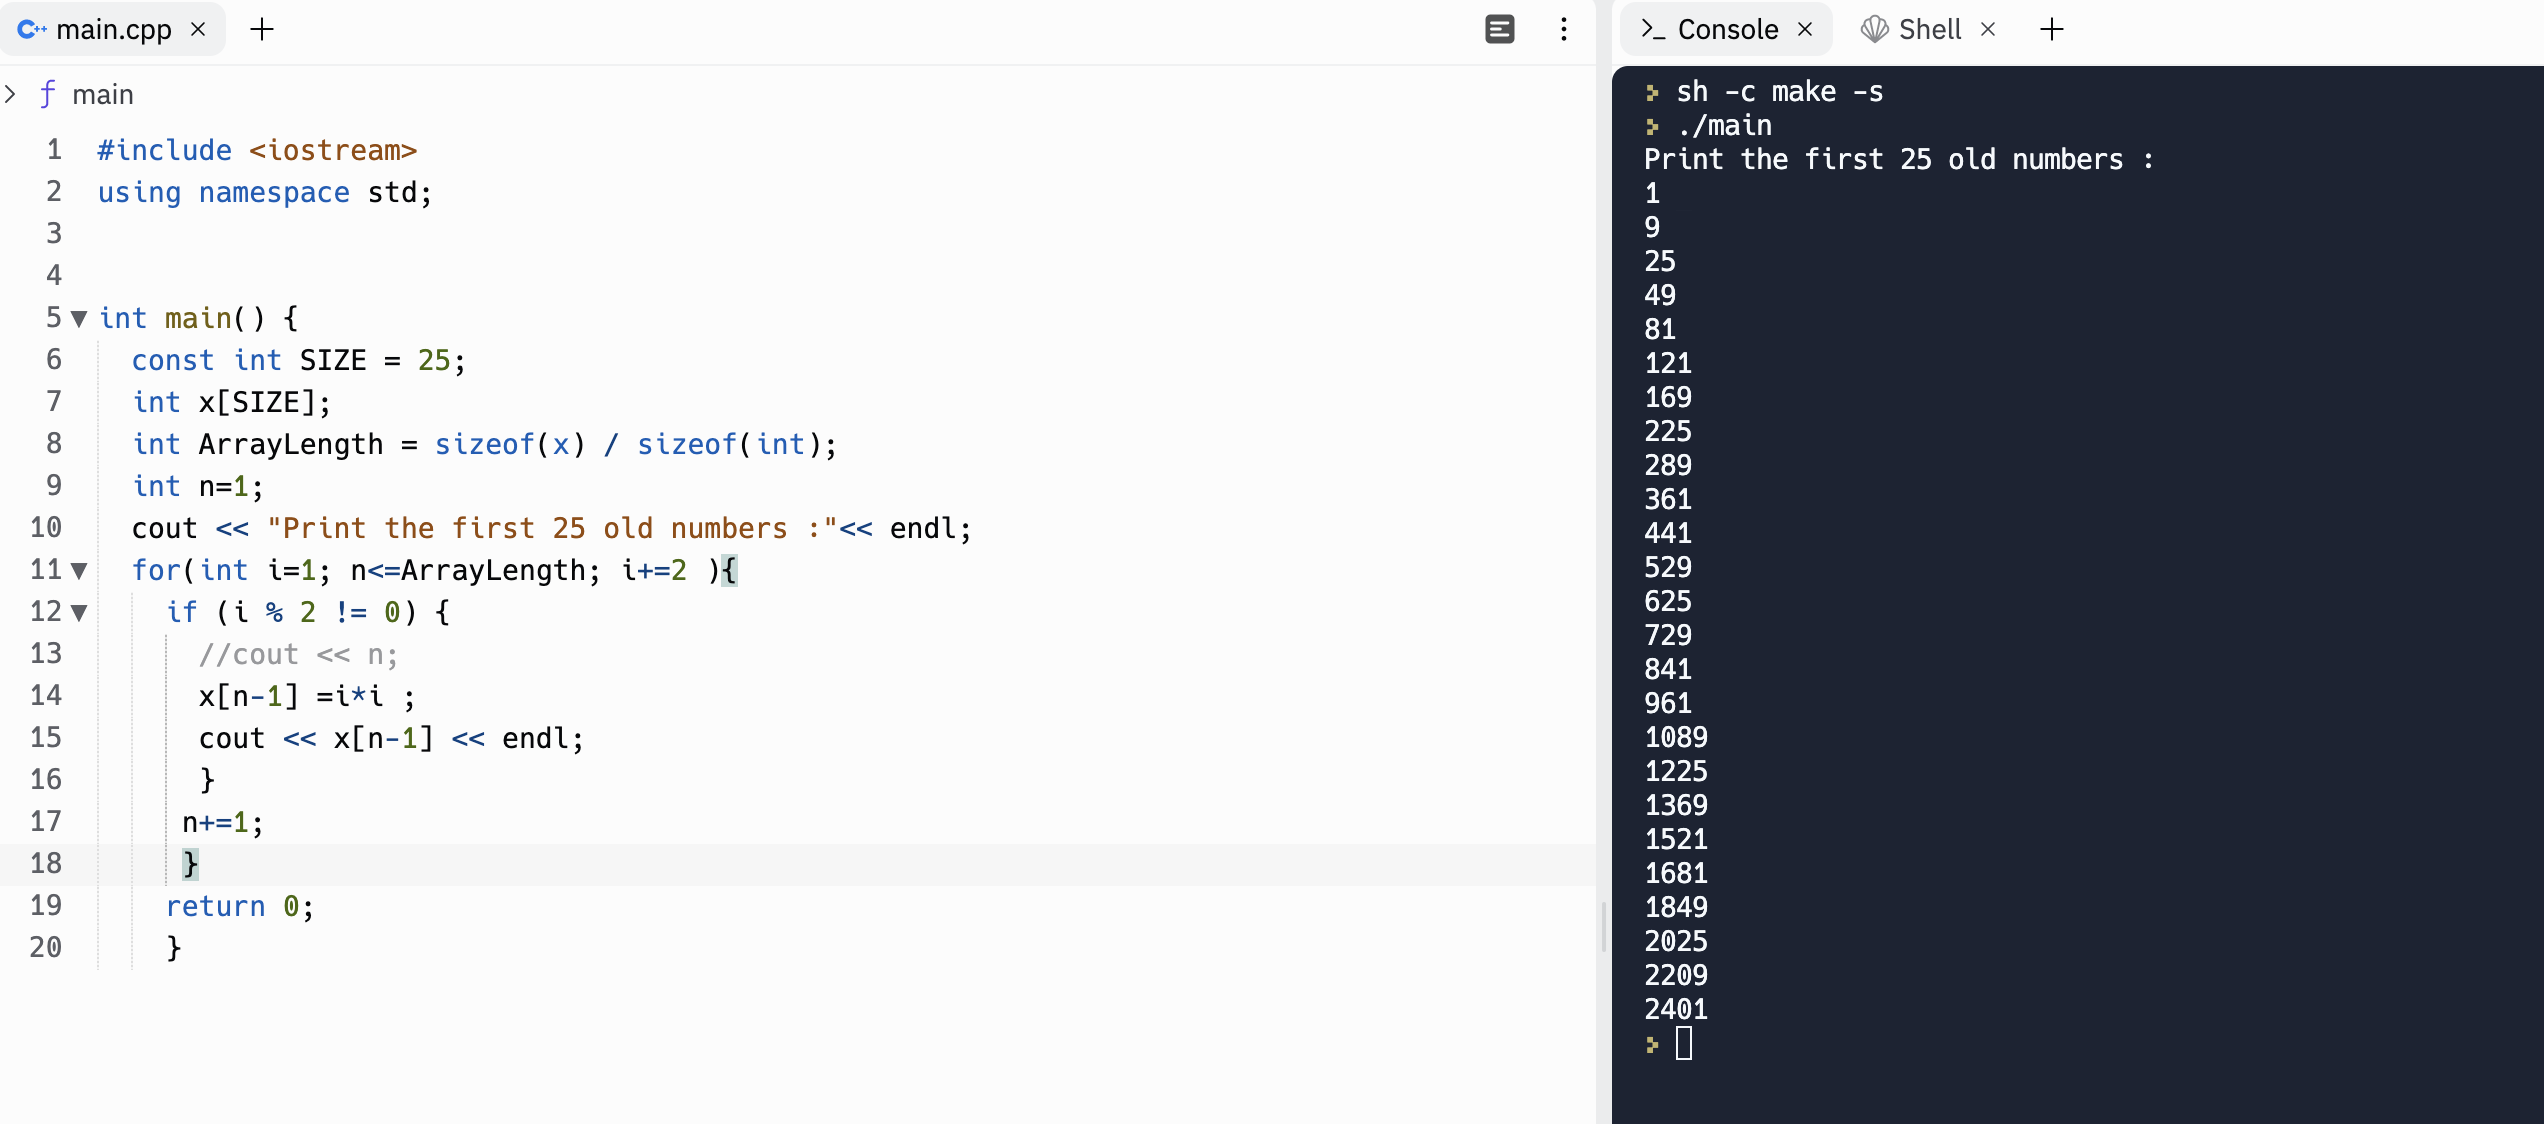 main.cpp
main
1 #include <iostream>
2 using namespace std;
3
4
5 int main() {
6 const int SIZE = 25;
7 int x[SIZE];
8 int ArrayLength = sizeof(x) / sizeof(int);
9 int n=1;
10 cout << "Print the first 25 old numbers :"<< endl;
11 for(int i=1; n<=ArrayLength; i+=2 ){
12 if (i % 2 != 0) {
13 //cout << n;
14 x[n-1] =i*i ;
15 cout << x[n-1] << endl;
16 }
17 n+=1;
18 }
19 return 0;
20 }
Console
Shell
sh -c make -s
./main
Print the first 25 old numbers :
1
9
25
49
81
121
169
225
289
361
441
529
625
729
841
961
1089
1225
1369
1521
1681
1849
2025
2209
2401